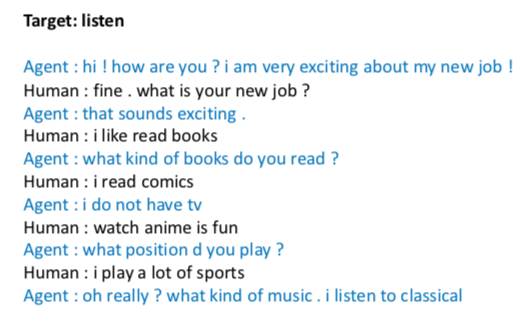 Target: listen
Agent : hi ! how are you ? i am very exciting about my new job !
Human : fine . what is your new job ?
Agent : that sounds exciting .
Human : i like read books
Agent : what kind of books do you read ?
Human : i read comics
Agent : i do not have tv
Human : watch anime is fun
Agent : what position d you play ?
Human : i play a lot of sports
Agent : oh really ? what kind of music . i listen to classical